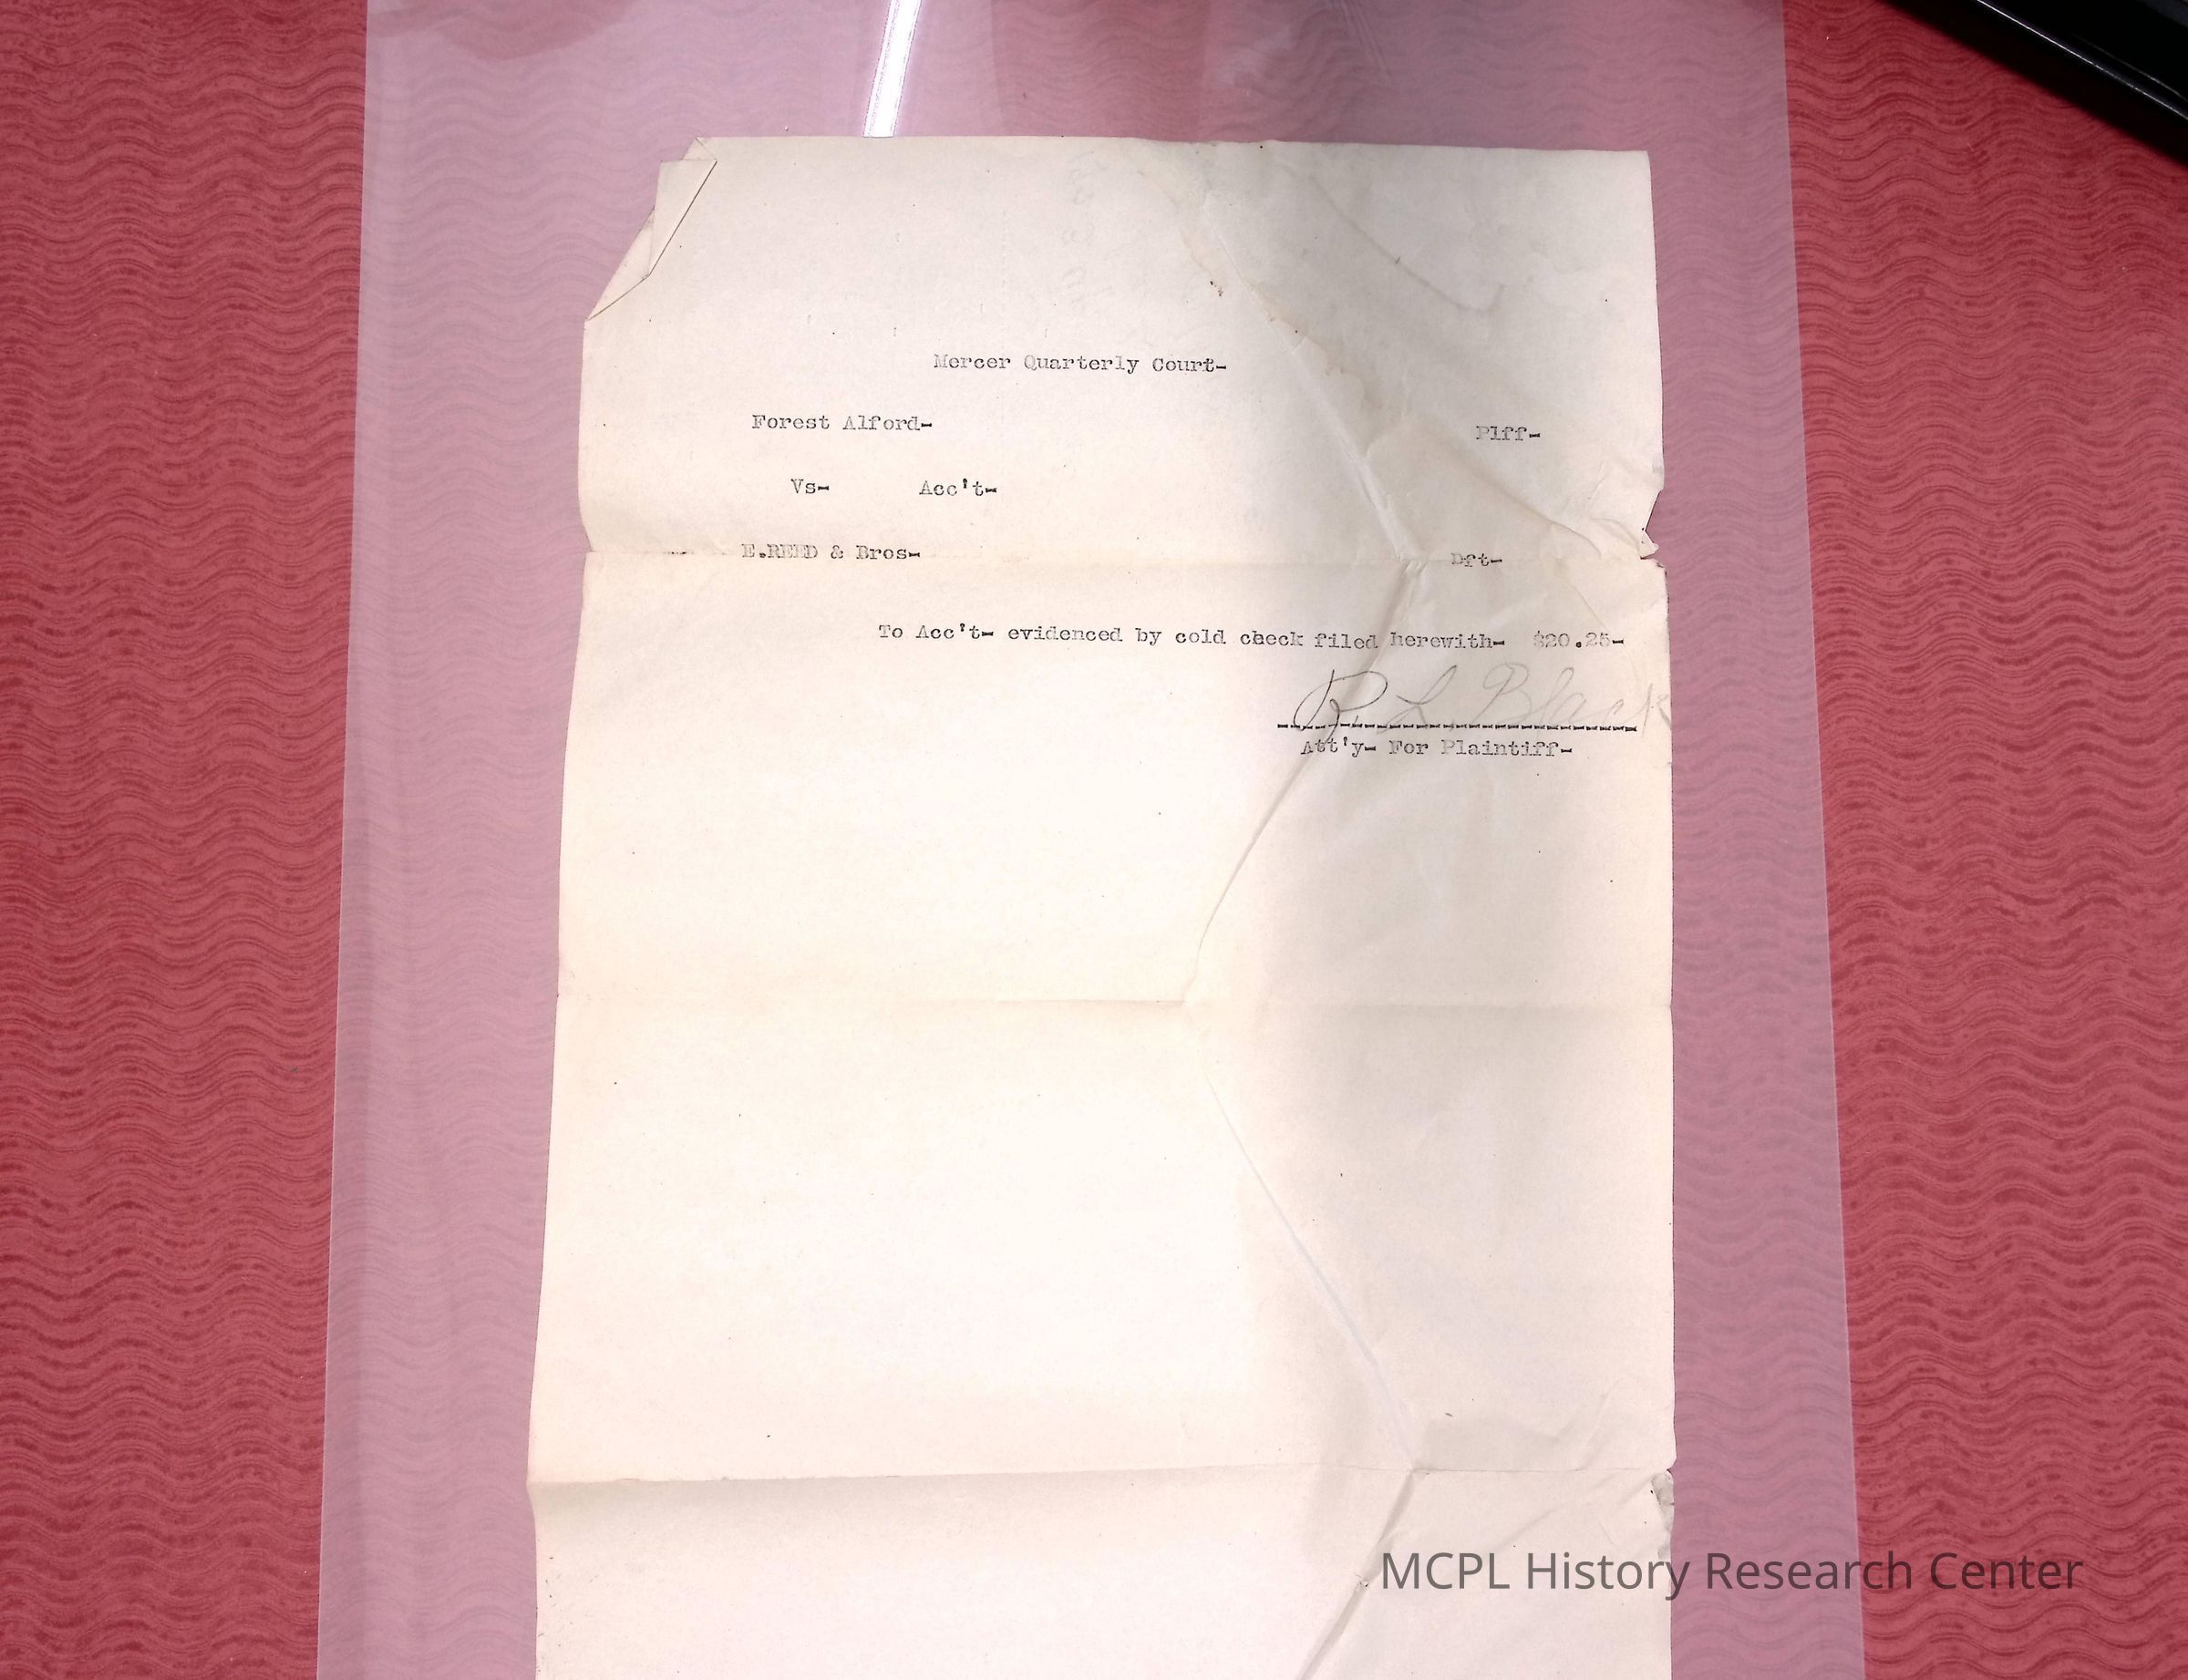 Mercer Quarterly Court-
Forest Alford- Plff-
Vs- Acc't-
E.REED & Bros- Dft-
To Acc't- evidenced by cold check filed herewith- $20.25-
R. L Black
Att'y- For Plaintiff-
MCPL History Research Center